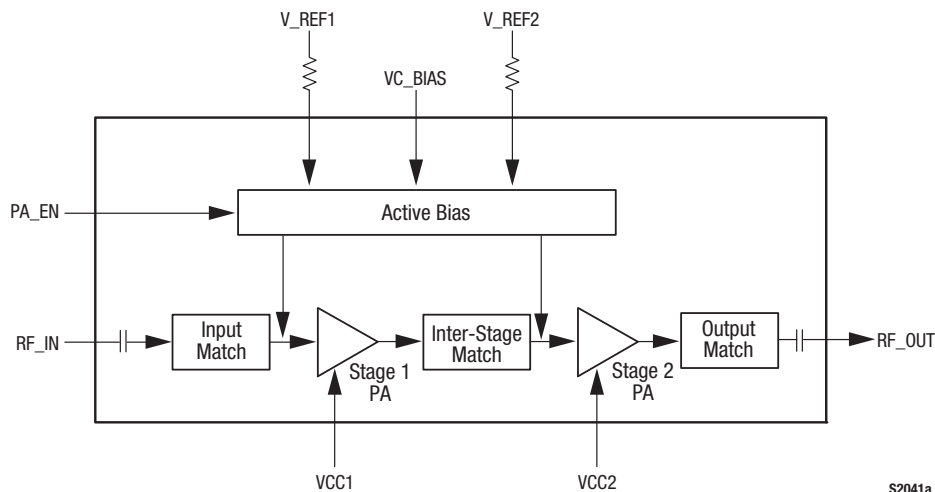 V_REF1
V_REF2
VC_BIAS
PA_EN
Active Bias
RF_IN
Input
Match
Stage 1
PA
Inter-Stage
Match
Stage 2
PA
Output
Match
RF_OUT
VCC1
VCC2
S2041a